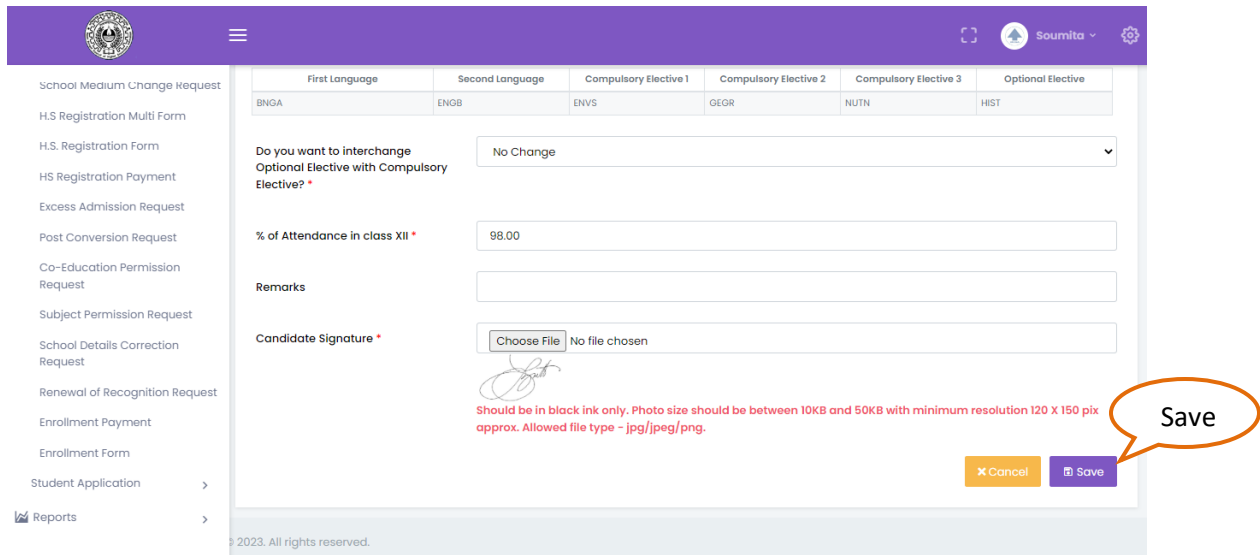 Soumita
School Medium Change Request
H.S Registration Multi Form
H.S. Registration Form
HS Registration Payment
Excess Admission Request
Post Conversion Request
Co-Education Permission
Request
Subject Permission Request
School Details Correction
Request
Renewal of Recognition Request
Enrollment Payment
Enrollment Form
Student Application
Reports
First Language Second Language Compulsory Elective 1 Compulsory Elective 2 Compulsory Elective 3 Optional Elective
BNGA ENGB ENVS GEGR NUTN HIST
Do you want to interchange
Optional Elective with Compulsory
Elective? *
No Change
% of Attendance in class XII *
98.00
Remarks
Candidate Signature *
Choose File No file chosen
Should be in black ink only. Photo size should be between 10KB and 50KB with minimum resolution 120 X 150 pix
approx. Allowed file type - jpg/jpeg/png.
Cancel Save
Save
2023. All rights reserved.